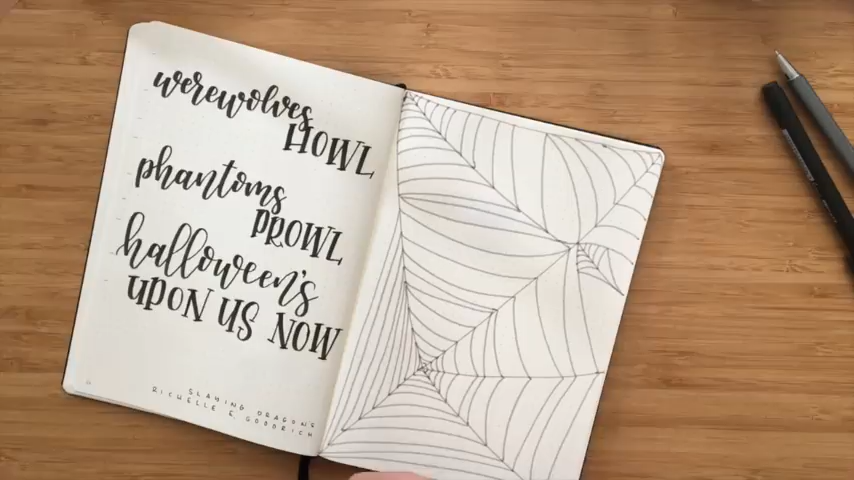 werewolves
HOWL
phantoms
PROWL
halloween's
UPON US NOW
SLAYING DRAGONS
RICHELLE E. GOODRICH